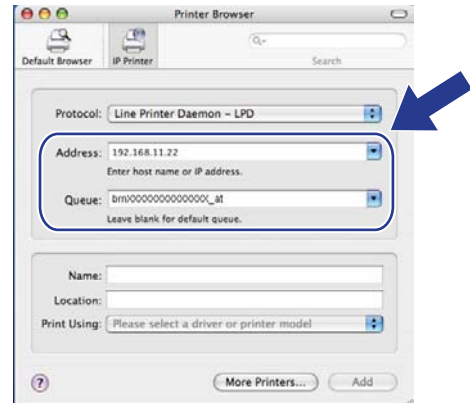 Printer Browser
Default Browser IP Printer Search
Protocol: Line Printer Daemon – LPD
Address: 192.168.11.22
Enter host name or IP address.
Queue: brnXXXXXXXXXXXXX_at
Leave blank for default queue.
Name:
Location:
Print Using: Please select a driver or printer model
? More Printers... Add